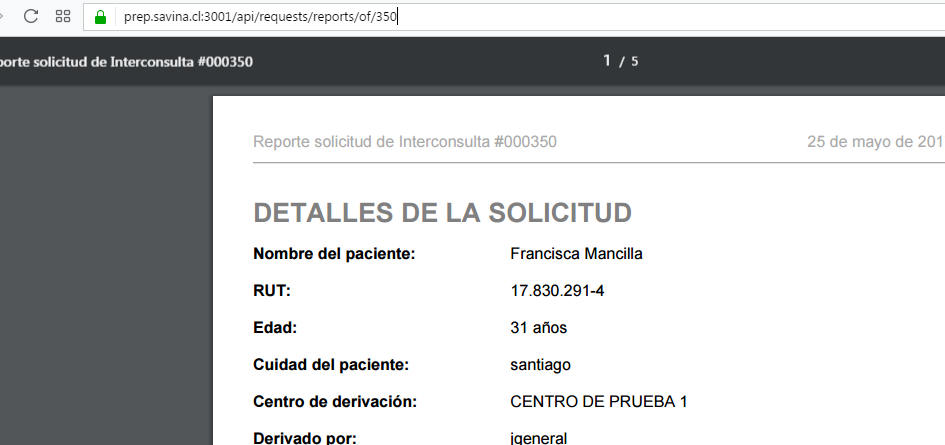 prep.savina.cl:3001/api/requests/reports/of/350
porte solicitud de Interconsulta #000350 1 / 5
Reporte solicitud de Interconsulta #000350 25 de mayo de 201
DETALLES DE LA SOLICITUD
Nombre del paciente: Francisca Mancilla
RUT: 17.830.291-4
Edad: 31 años
Cuidad del paciente: santiago
Centro de derivación: CENTRO DE PRUEBA 1
Derivado por: jgeneral